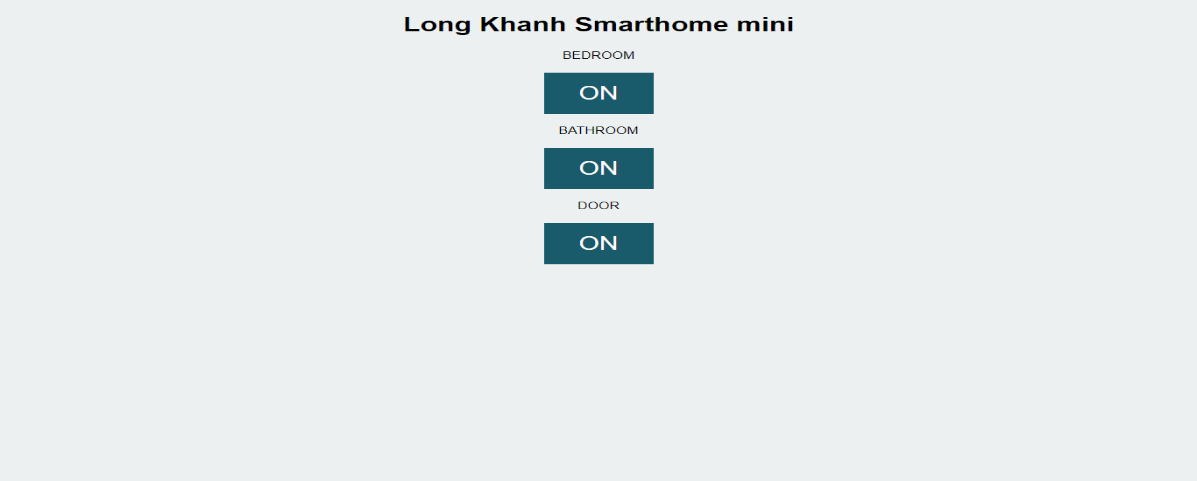 Long Khanh Smarthome mini
BEDROOM
ON
BATHROOM
ON
DOOR
ON